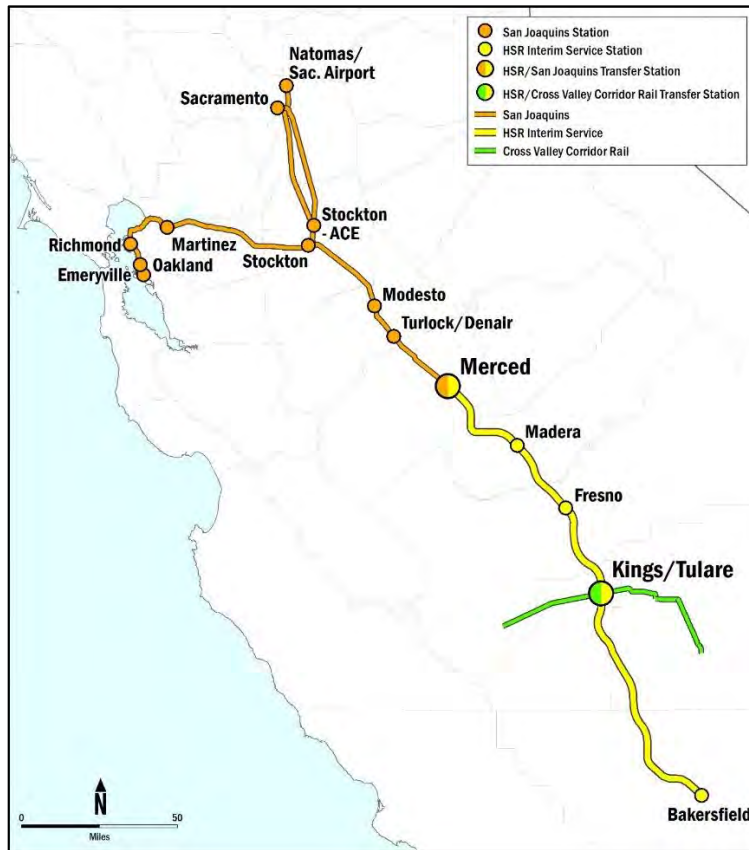 San Joaquins Station
HSR Interim Service Station
HSR/San Joaquins Transfer Station
HSR/Cross Valley Corridor Rail Transfer Station
San Joaquins
HSR Interim Service
Cross Valley Corridor Rail
Natomas/
Sac. Airport
Sacramento
Stockton
- ACE
Richmond
Martinez
Stockton
Oakland
Emeryville
Modesto
Turlock/Denair
Merced
Madera
Fresno
Kings/Tulare
Bakersfield
N
0
50
Miles